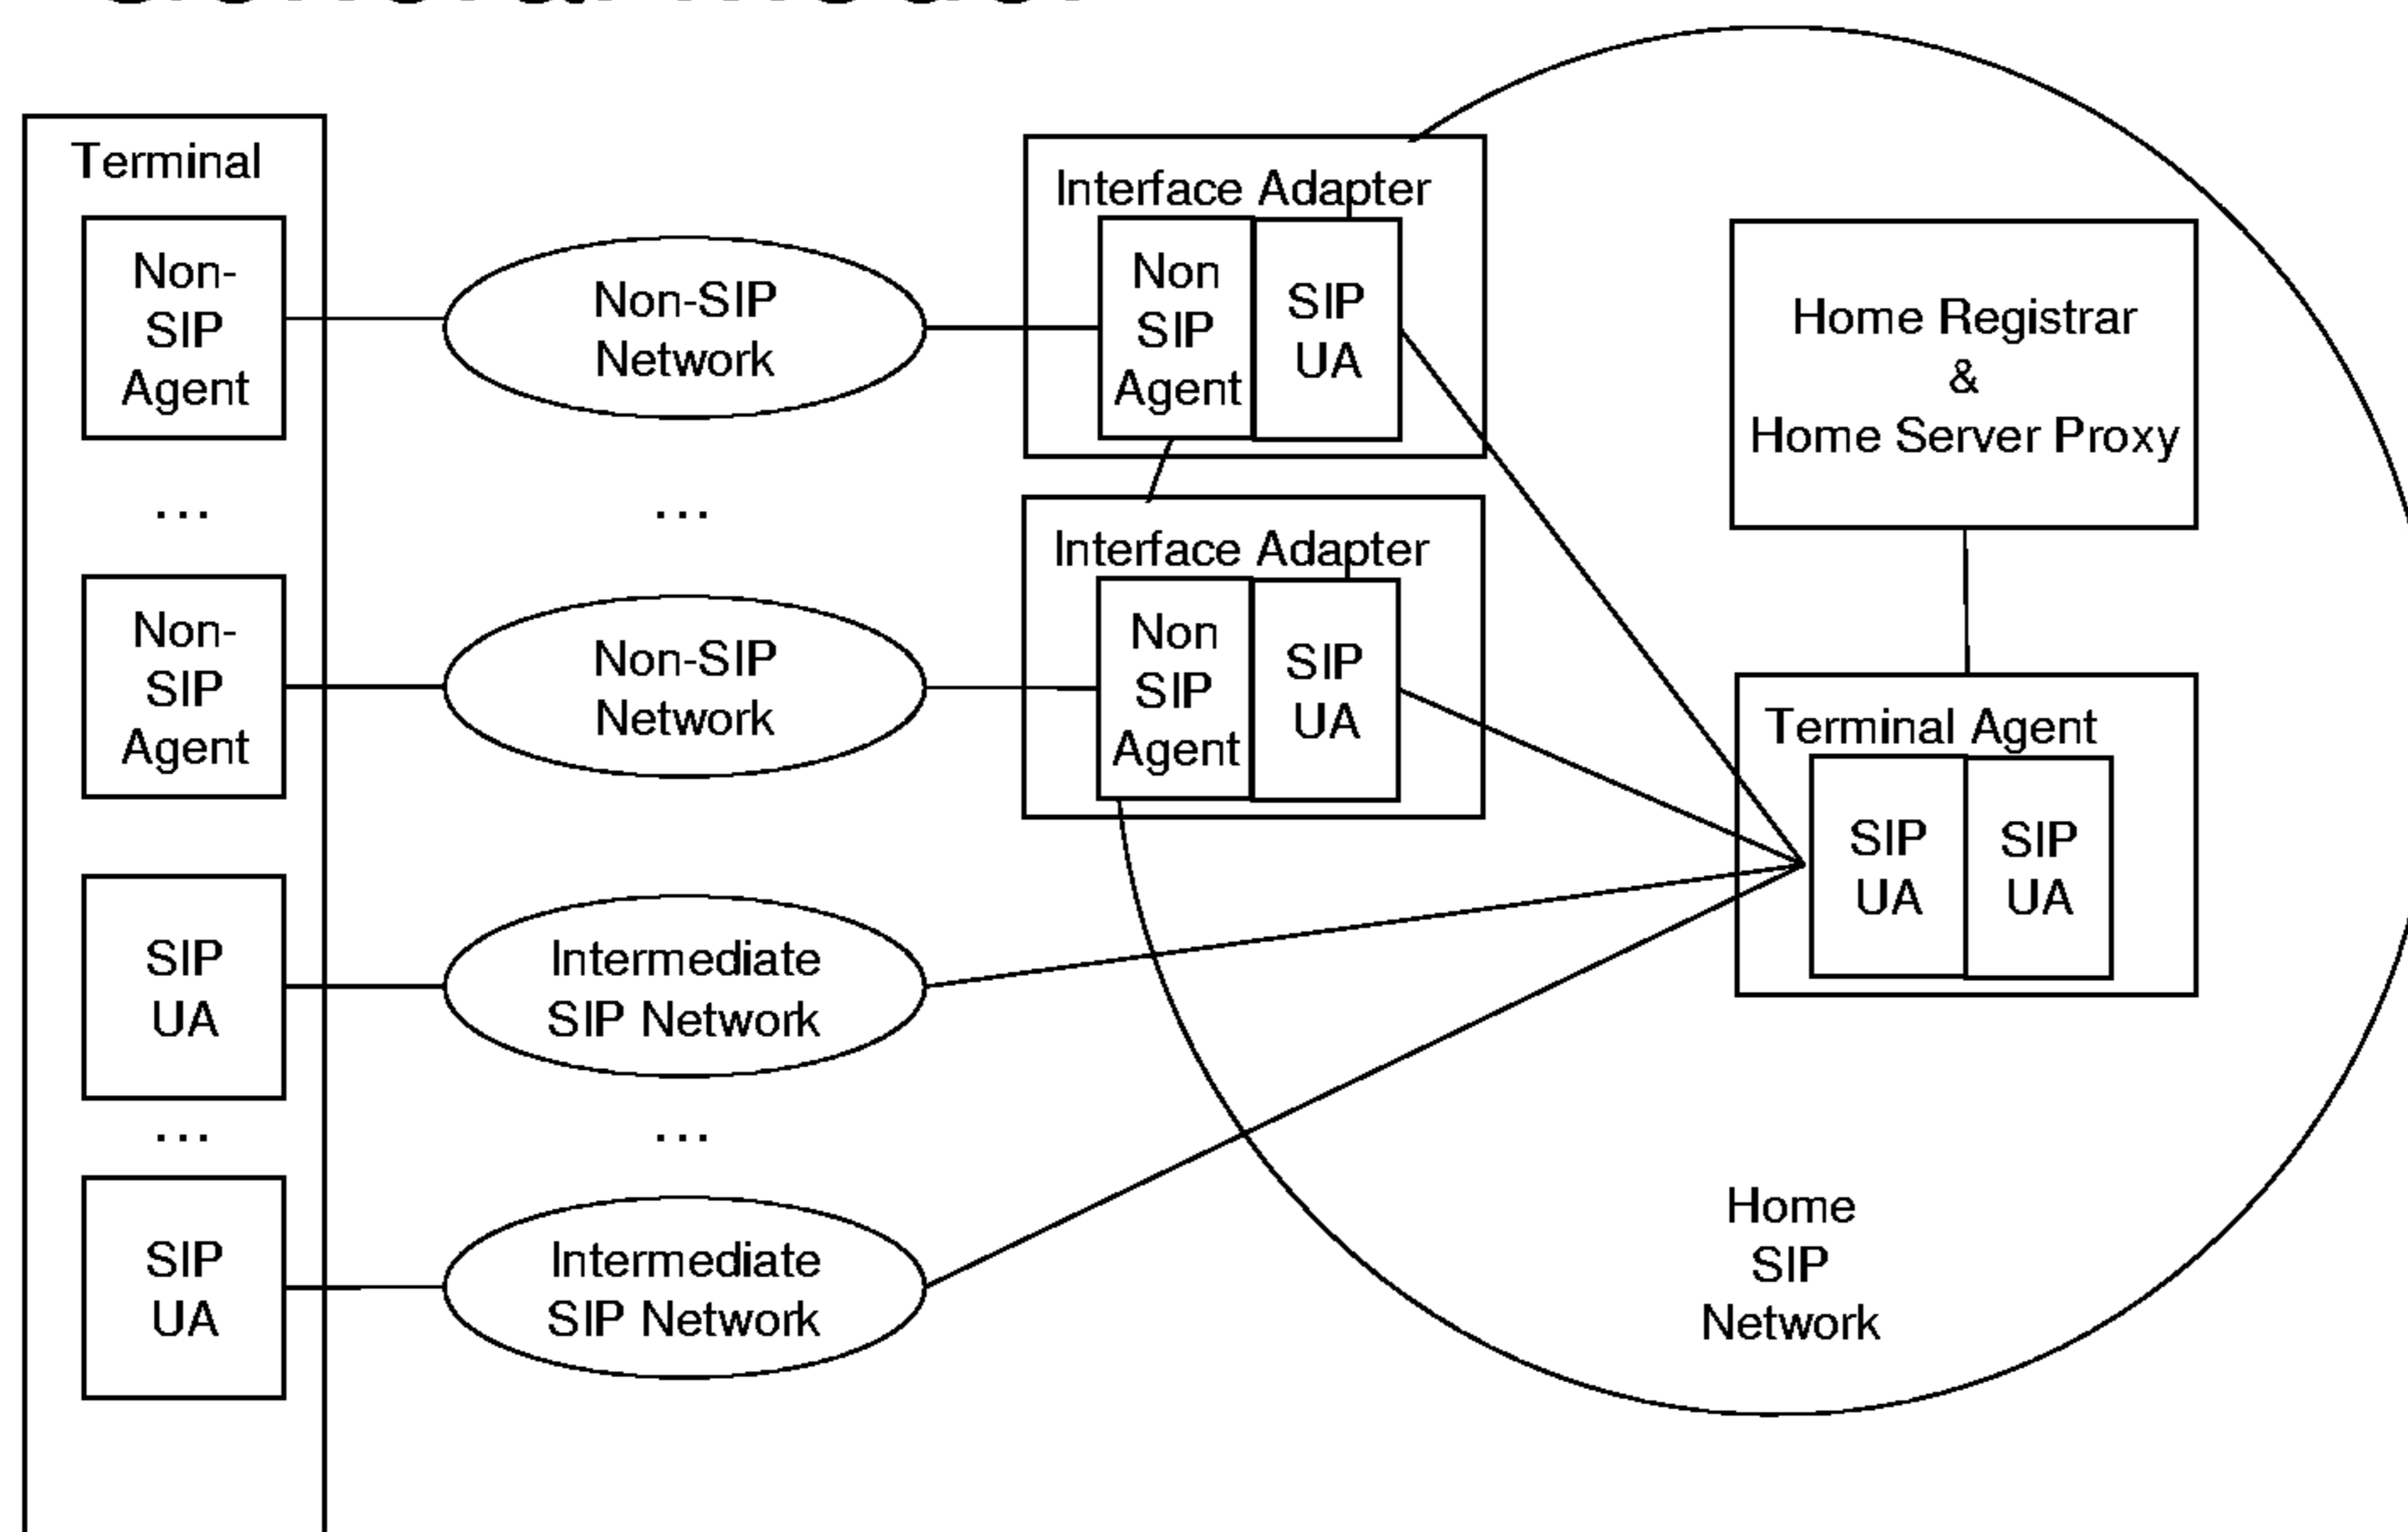 Terminal
Non-
SIP
Agent
...
Non-
SIP
Agent
SIP
UA
...
SIP
UA
Non-SIP
Network
...
Non-SIP
Network
Intermediate
SIP Network
...
Intermediate
SIP Network
Interface Adapter
Non
SIP
Agent
SIP
UA
Interface Adapter
Non
SIP
Agent
SIP
UA
Home Registrar
&
Home Server Proxy
Terminal Agent
SIP
UA
SIP
UA
Home
SIP
Network